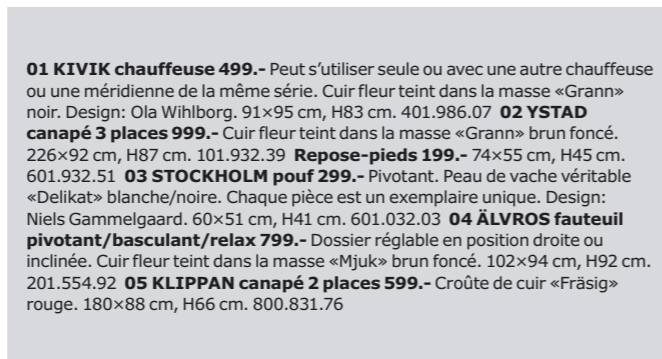 01 KIVIK chauffeuse 499.- Peut s’utiliser seule ou avec une autre chauffeuse
ou une méridienne de la même série. Cuir fleur teint dans la masse «Grann»
noir. Design: Ola Wihlborg. 91×95 cm, H83 cm. 401.986.07 02 YSTAD
canapé 3 places 999.- Cuir fleur teint dans la masse «Grann» brun foncé.
226×92 cm, H87 cm. 101.932.39 Repose-pieds 199.- 74×55 cm, H45 cm.
601.932.51 03 STOCKHOLM pouf 299.- Pivotant. Peau de vache véritable
«Delikat» blanche/noire. Chaque pièce est un exemplaire unique. Design:
Niels Gammelgaard. 60×51 cm, H41 cm. 601.032.03 04 ÄLVROS fauteuil
pivotant/basculant/relax 799.- Dossier réglable en position droite ou
inclinée. Cuir fleur teint dans la masse «Mjuk» brun foncé. 102×94 cm, H92 cm.
201.554.92 05 KLIPPAN canapé 2 places 599.- Croûte de cuir «Fräsig»
rouge. 180×88 cm, H66 cm. 800.831.76